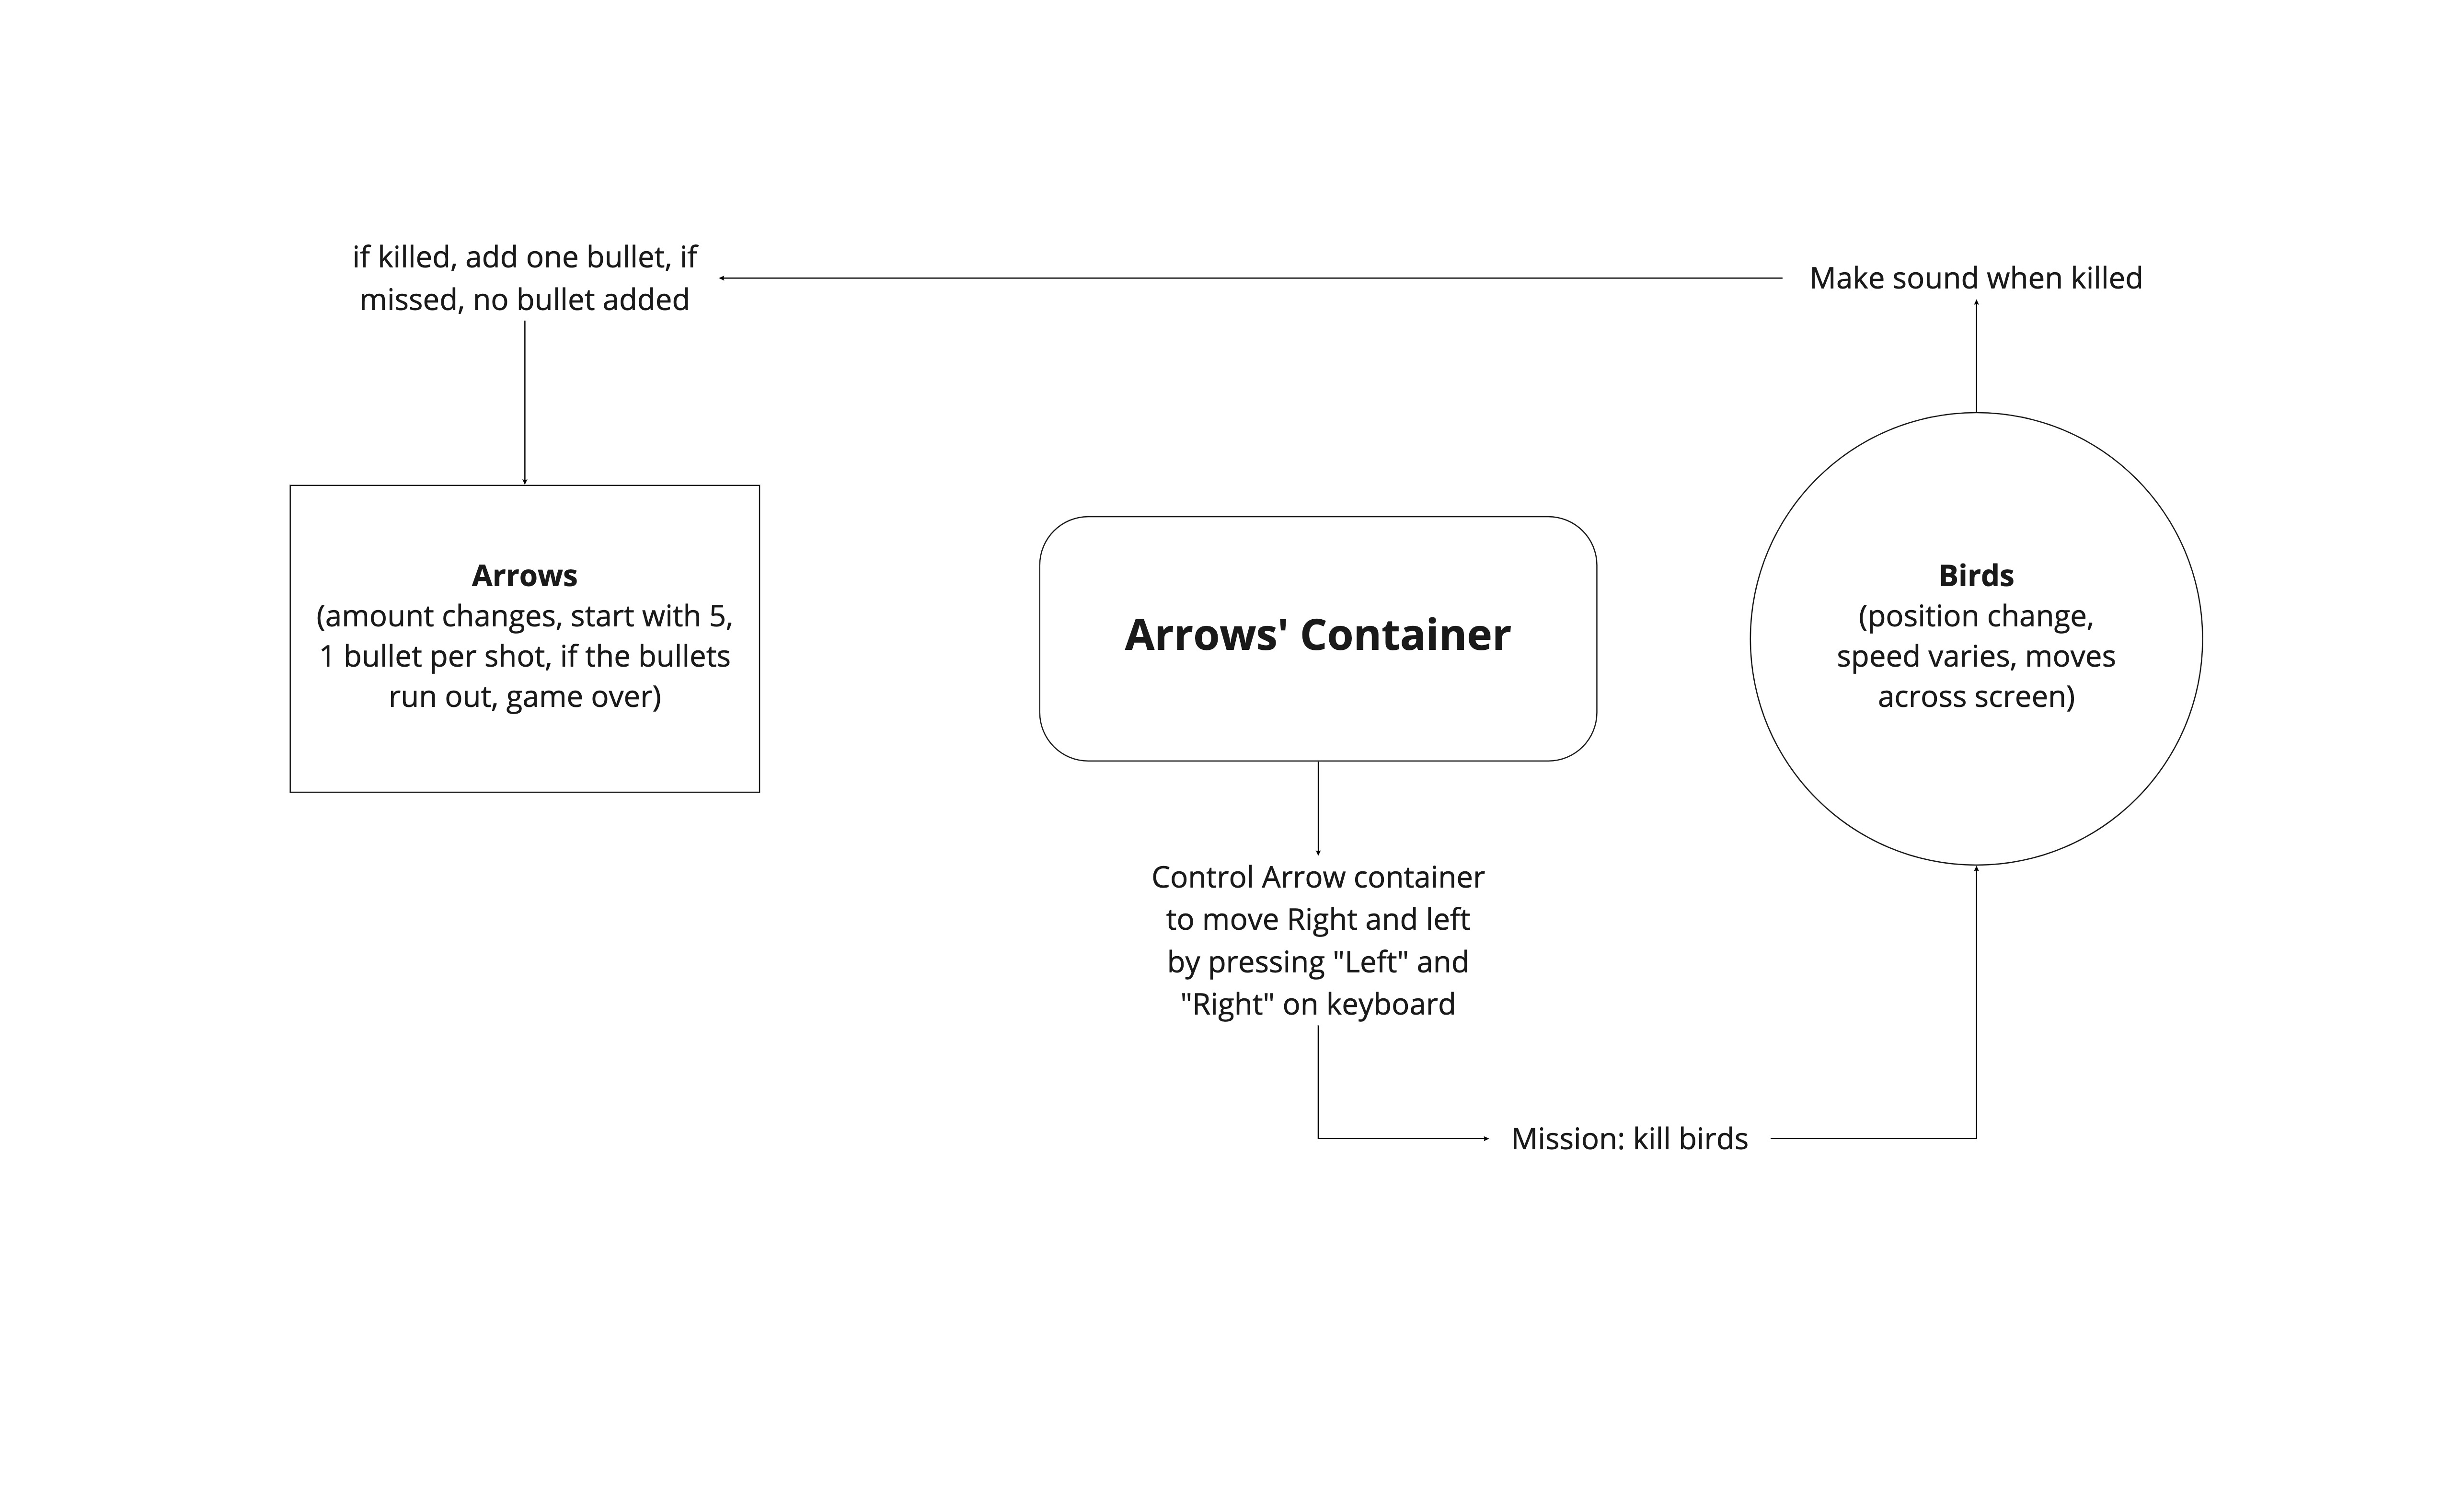 if killed, add one bullet, if
missed, no bullet added
Make sound when killed
Arrows
(amount changes, start with 5,
1 bullet per shot, if the bullets
run out, game over)
Arrows' Container
Birds
(position change,
speed varies, moves
across screen)
Control Arrow container
to move Right and left
by pressing "Left" and
"Right" on keyboard
Mission: kill birds